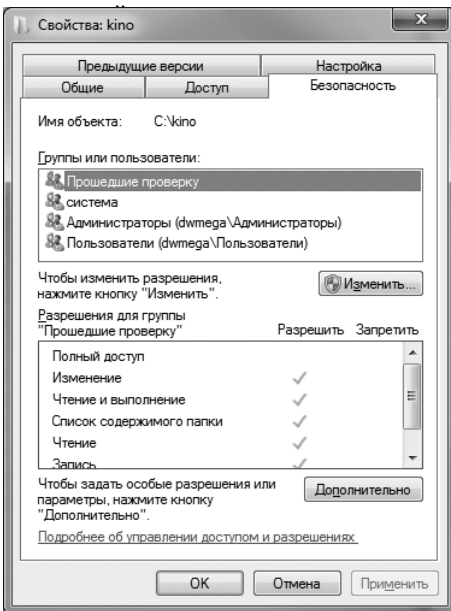 Свойства: kino
Предыдущие версии
Настройка
Общие
Доступ
Безопасность
Имя объекта: C:\kino
Группы или пользователи:
Прошедшие проверку
система
Администраторы (dwmega\Администраторы)
Пользователи (dwmega\Пользователи)
Чтобы изменить разрешения,
нажмите кнопку "Изменить".
Изменить...
Разрешения для группы
"Прошедшие проверку"
Разрешить
Запретить
Полный доступ
Изменение
Чтение и выполнение
Список содержимого папки
Чтение
Запись
Чтобы задать особые разрешения или
параметры, нажмите кнопку
"Дополнительно".
Дополнительно
Подробнее об управлении доступом и разрешениях
OK
Отмена
Применить